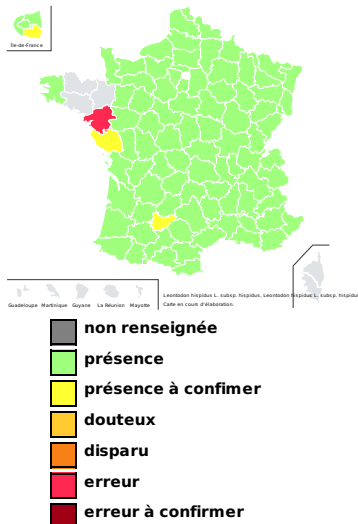 Île-de-France
Guadeloupe Martinique Guyane La Réunion Mayotte
Leontodon hispidus L. subsp. hispidus, Leontodon hispidus L. subsp. hispidus
Carte en cours d'élaboration.
non renseignée
présence
présence à confimer
douteux
disparu
erreur
erreur à confirmer